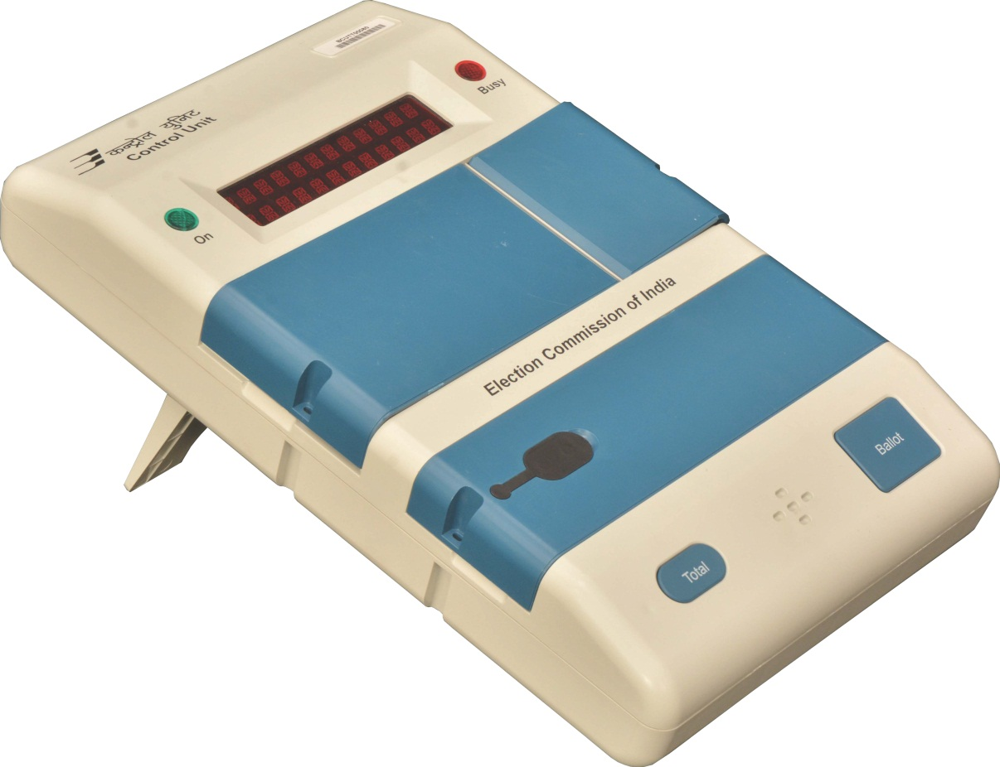 कन्ट्रोल युनिट
Control Unit
Busy
On
Election Commission of India
Ballot
Total